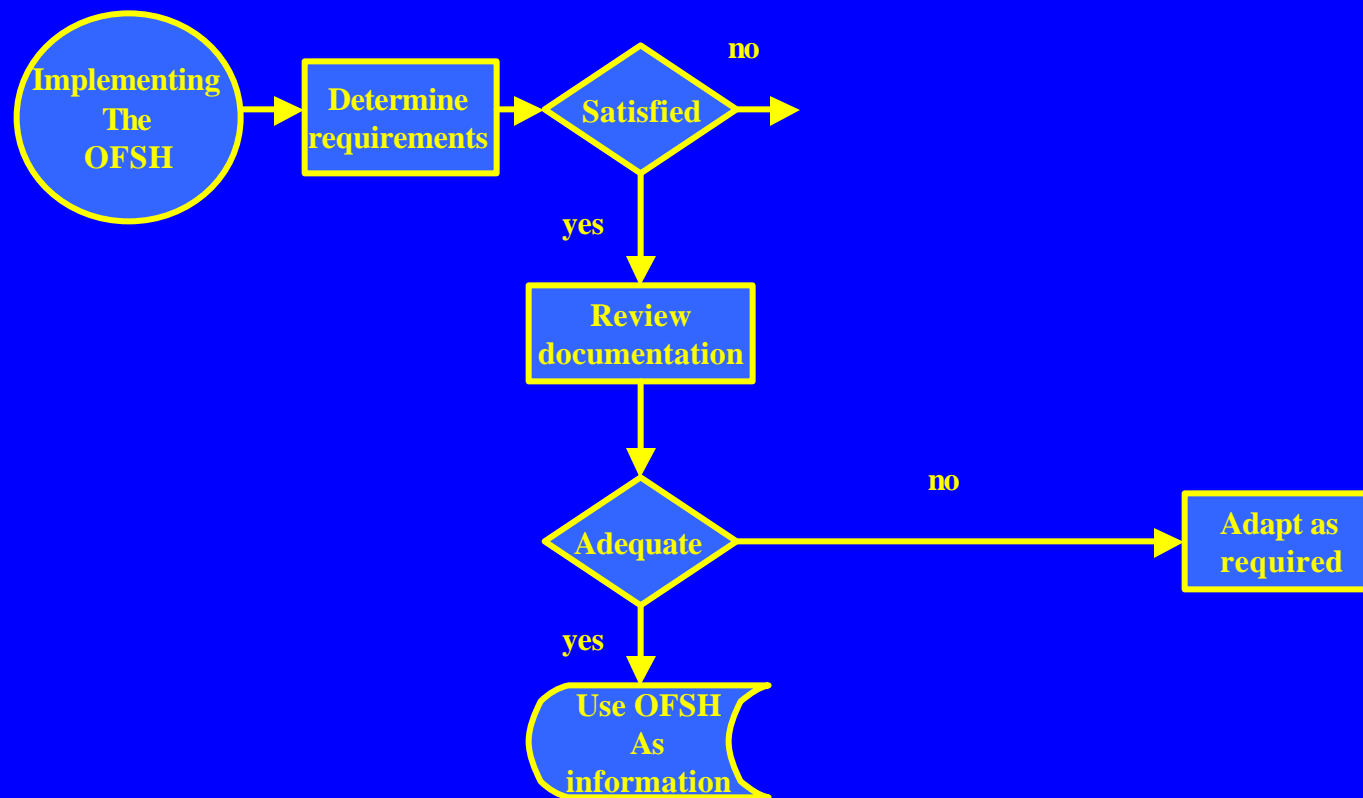 Implementing
The
OFSH
Determine
requirements
Satisfied
no
yes
Review
documentation
Adequate
no
Adapt as
required
yes
Use OFSH
As
information